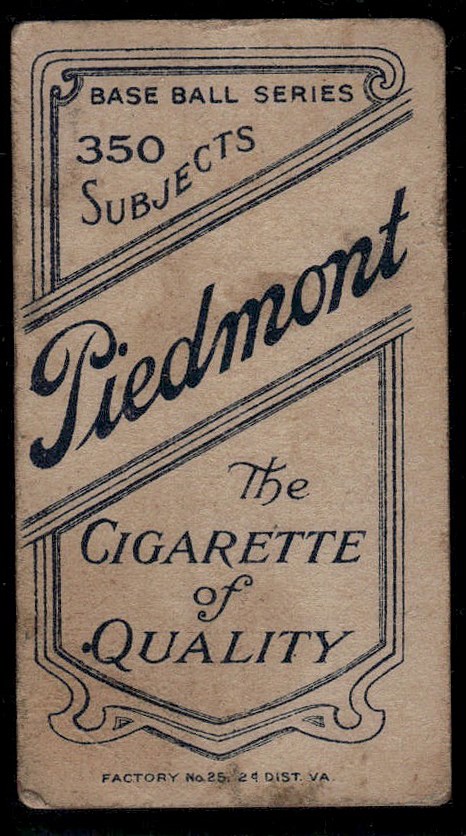 BASE BALL SERIES
350
SUBJECTS
Piedmont
The
CIGARETTE
of
QUALITY
FACTORY No. 25, 2d DIST. VA.